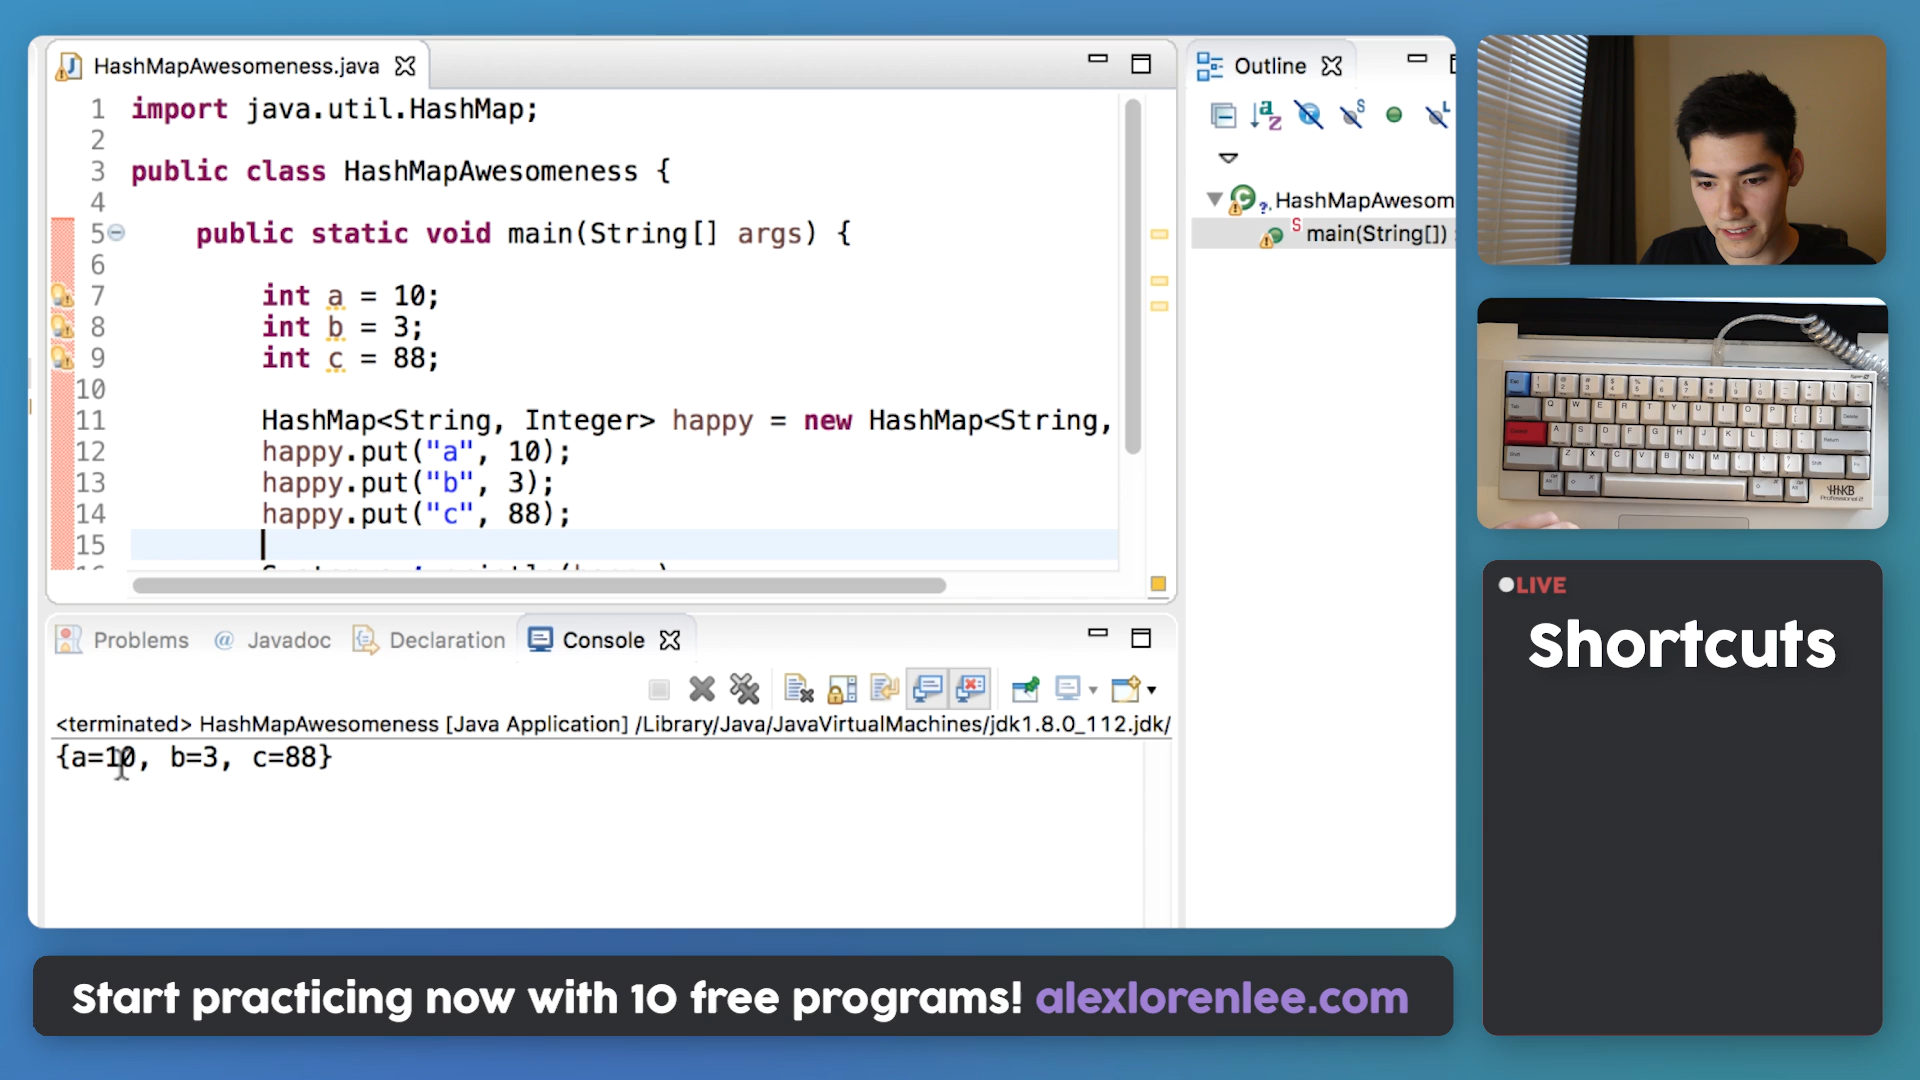 HashMapAwesomeness.java
1 import java.util.HashMap;
2
3 public class HashMapAwesomeness {
4
5 public static void main(String[] args) {
6
7 int a = 10;
8 int b = 3;
9 int c = 88;
10
11 HashMap<String, Integer> happy = new HashMap<String,
12 happy.put("a", 10);
13 happy.put("b", 3);
14 happy.put("c", 88);
15
Outline
HashMapAwesom
main(String[])
Problems @ Javadoc Declaration Console
<terminated> HashMapAwesomeness [Java Application] /Library/Java/JavaVirtualMachines/jdk1.8.0_112.jdk/
{a=10, b=3, c=88}
HHKB
LIVE
Shortcuts
Start practicing now with 10 free programs! alexlorenlee.com